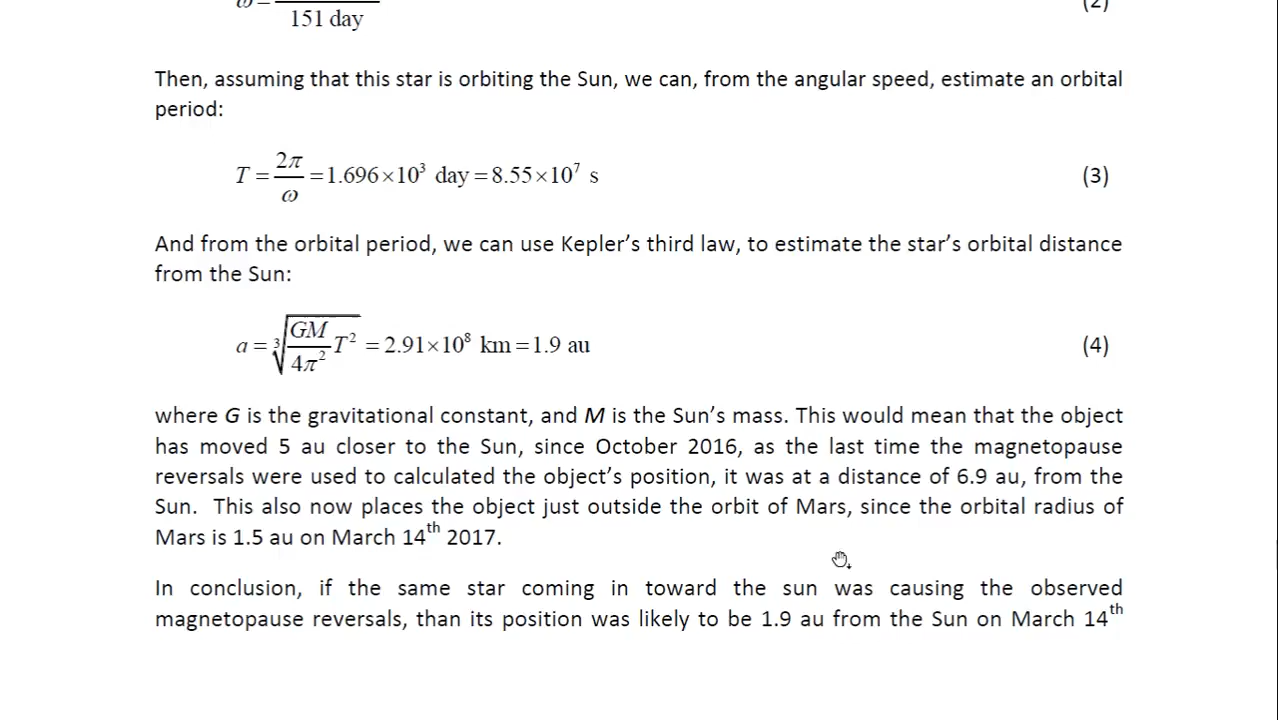 ω=
151 day
(2)
Then, assuming that this star is orbiting the Sun, we can, from the angular speed, estimate an orbital
period:
T = 2π/ω = 1.696×10³ day = 8.55×10⁷ s (3)
And from the orbital period, we can use Kepler’s third law, to estimate the star’s orbital distance
from the Sun:
a = ∛(GM/4π² T²) = 2.91×10⁸ km = 1.9 au (4)
where G is the gravitational constant, and M is the Sun’s mass. This would mean that the object
has moved 5 au closer to the Sun, since October 2016, as the last time the magnetopause
reversals were used to calculated the object’s position, it was at a distance of 6.9 au, from the
Sun. This also now places the object just outside the orbit of Mars, since the orbital radius of
Mars is 1.5 au on March 14th 2017.
In conclusion, if the same star coming in toward the sun was causing the observed
magnetopause reversals, than its position was likely to be 1.9 au from the Sun on March 14th